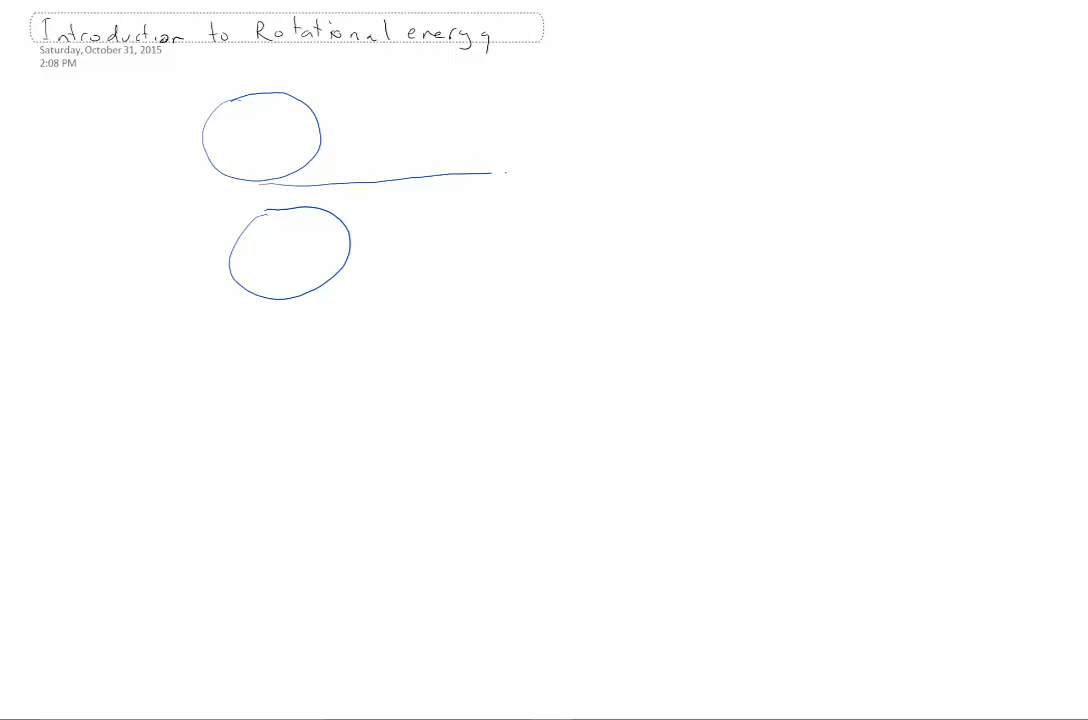 Introduction to Rotational energy
Saturday, October 31, 2015
2:08 PM